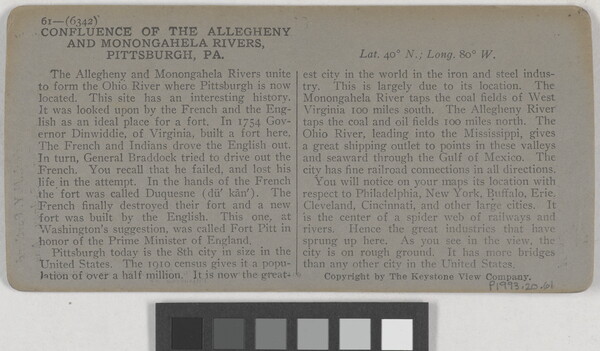 61—(6342)
CONFLUENCE OF THE ALLEGHENY
AND MONONGAHELA RIVERS,
PITTSBURGH, PA.
The Allegheny and Monongahela Rivers unite
to form the Ohio River where Pittsburgh is now
located. This site has an interesting history.
It was looked upon by the French and the Eng-
lish as an ideal place for a fort. In 1754 Gov-
ernor Dinwiddie, of Virginia, built a fort here.
The French and Indians drove the English out.
In turn, General Braddock tried to drive out the
French. You recall that he failed, and lost his
life in the attempt. In the hands of the French
the fort was called Duquesne (dŭ' kān'). The
French finally destroyed their fort and a new
fort was built by the English. This one, at
Washington's suggestion, was called Fort Pitt in
honor of the Prime Minister of England.
Pittsburgh today is the 8th city in size in the
United States. The 1910 census gives it a popu-
lation of over a half million. It is now the great-
Lat. 40° N.; Long. 80° W.
est city in the world in the iron and steel indus-
try. This is largely due to its location. The
Monongahela River taps the coal fields of West
Virginia 100 miles south. The Allegheny River
taps the coal and oil fields 100 miles north. The
Ohio River, leading into the Mississippi, gives
a great shipping outlet to points in these valleys
and seaward through the Gulf of Mexico. The
city has fine railroad connections in all directions.
You will notice on your maps its location with
respect to Philadelphia, New York, Buffalo, Erie,
Cleveland, Cincinnati, and other large cities. It
is the center of a spider web of railways and
rivers. Hence the great industries that have
sprung up here. As you see in the view, the
city is on rough ground. It has more bridges
than any other city in the United States.
Copyright by The Keystone View Company.
P1993.20.61